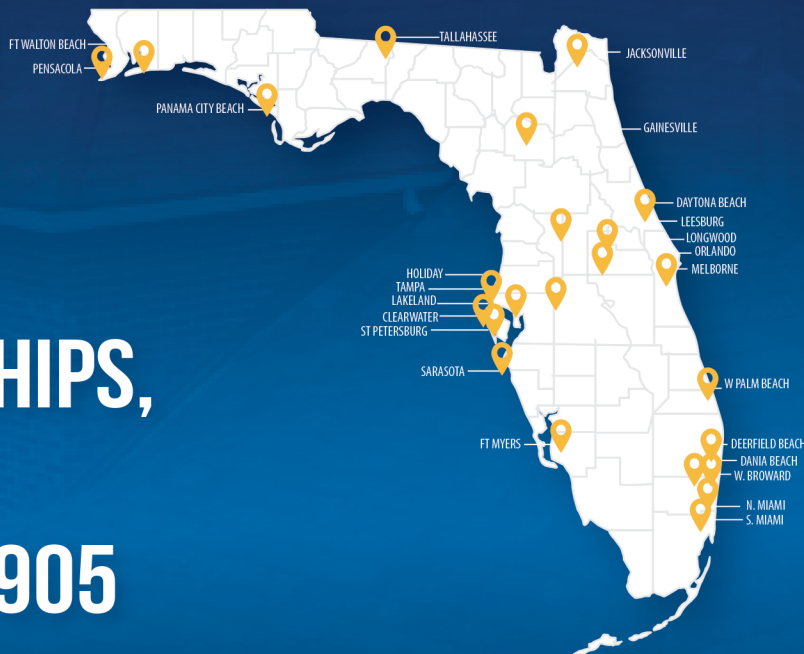 TALLAHASSEE
FT WALTON BEACH
PENSACOLA
JACKSONVILLE
PANAMA CITY BEACH
GAINESVILLE
DAYTONA BEACH
LEESBURG
LONGWOOD
ORLANDO
MELBORNE
HOLIDAY
TAMPA
LAKELAND
CLEARWATER
ST PETERSBURG
HIPS,
SARASOTA
W PALM BEACH
FT MYERS
DEERFIELD BEACH
DANIA BEACH
W. BROWARD
N. MIAMI
S. MIAMI
905